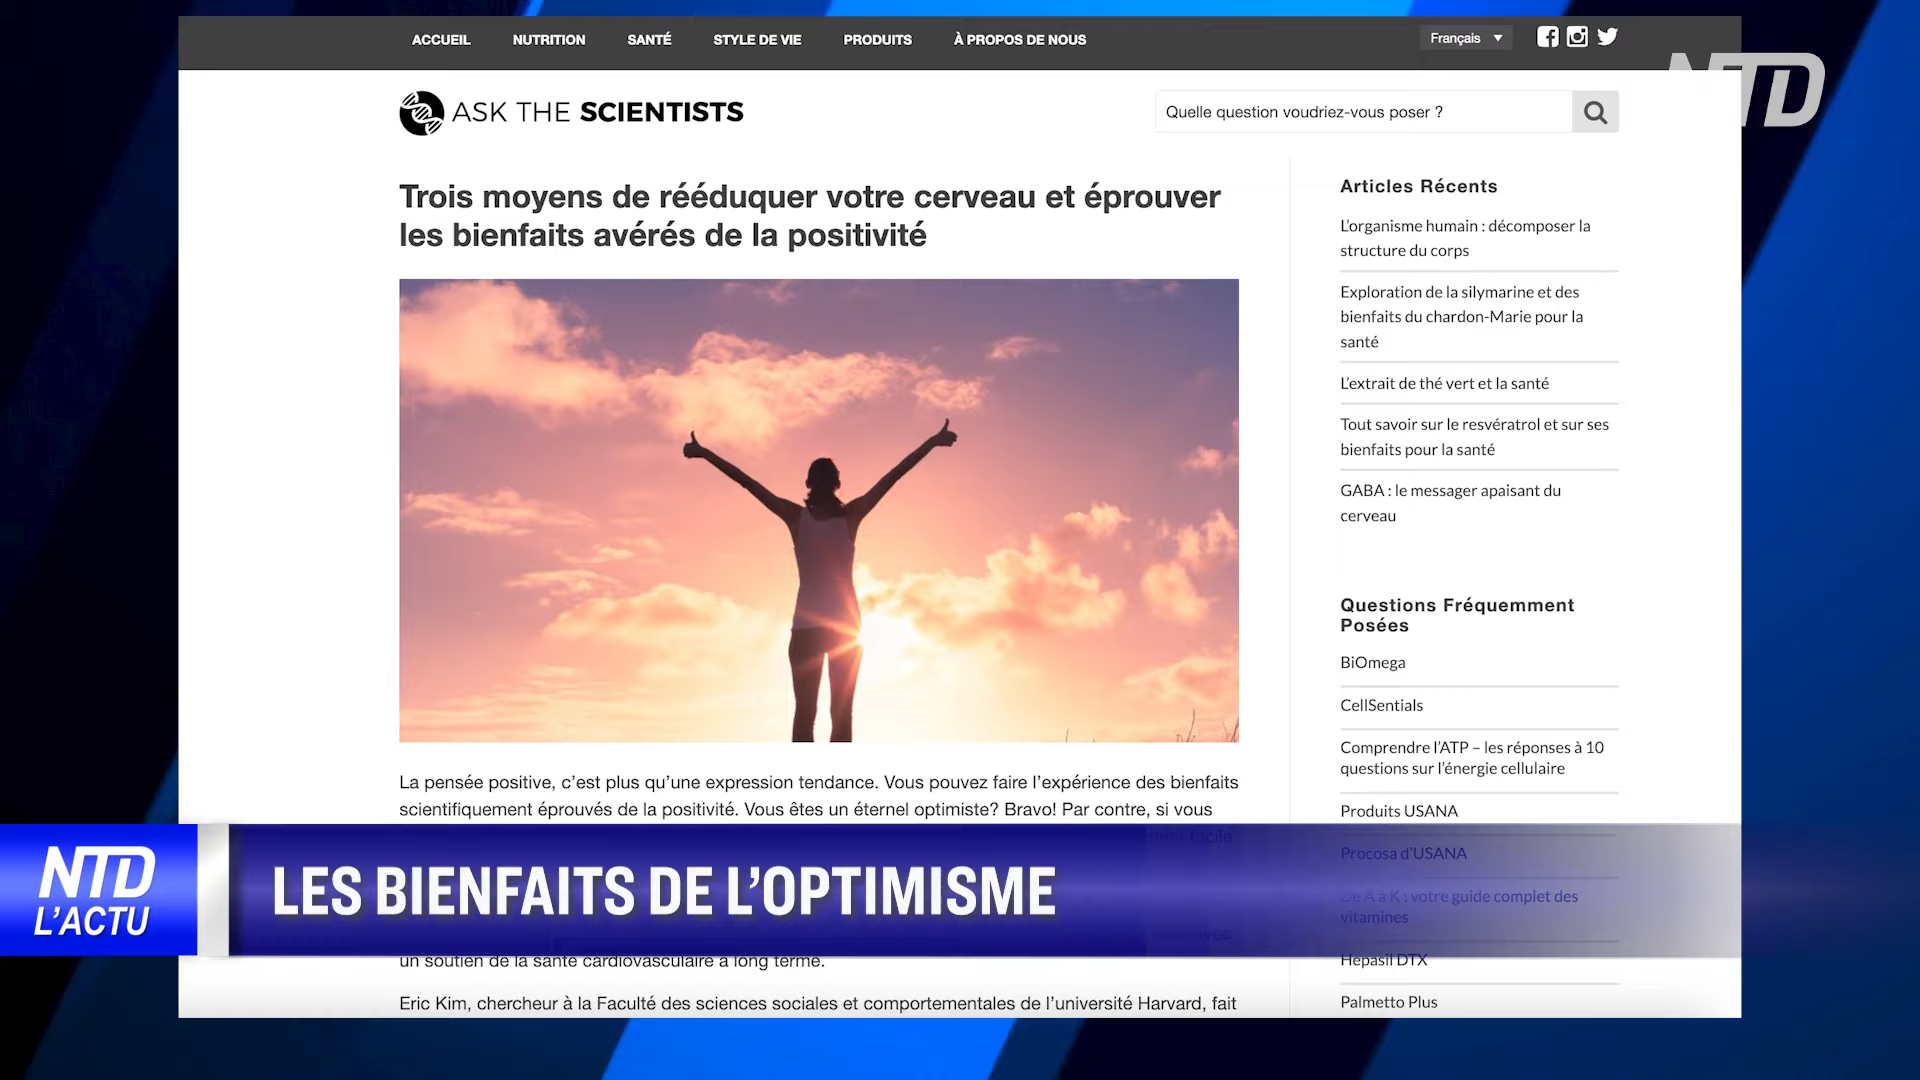 ACCUEIL NUTRITION SANTÉ STYLE DE VIE PRODUITS À PROPOS DE NOUS Français
NTD
ASK THE SCIENTISTS
Quelle question voudriez-vous poser ?
Trois moyens de rééduquer votre cerveau et éprouver
les bienfaits avérés de la positivité
La pensée positive, c'est plus qu'une expression tendance. Vous pouvez faire l'expérience des bienfaits
scientifiquement éprouvés de la positivité. Vous êtes un éternel optimiste? Bravo! Par contre, si vous
facile
un soutien de la santé cardiovasculaire à long terme.
Eric Kim, chercheur à la Faculté des sciences sociales et comportementales de l'université Harvard, fait
Articles Récents
L'organisme humain : décomposer la
structure du corps
Exploration de la silymarine et des
bienfaits du chardon-Marie pour la
santé
L'extrait de thé vert et la santé
Tout savoir sur le resvératrol et sur ses
bienfaits pour la santé
GABA : le messager apaisant du
cerveau
Questions Fréquemment
Posées
BiOmega
CellSentials
Comprendre l'ATP – les réponses à 10
questions sur l'énergie cellulaire
Produits USANA
Procosa d'USANA
De A à K : votre guide complet des
vitamines
Hepasil DTX
Palmetto Plus
NTD
L'ACTU
LES BIENFAITS DE L'OPTIMISME